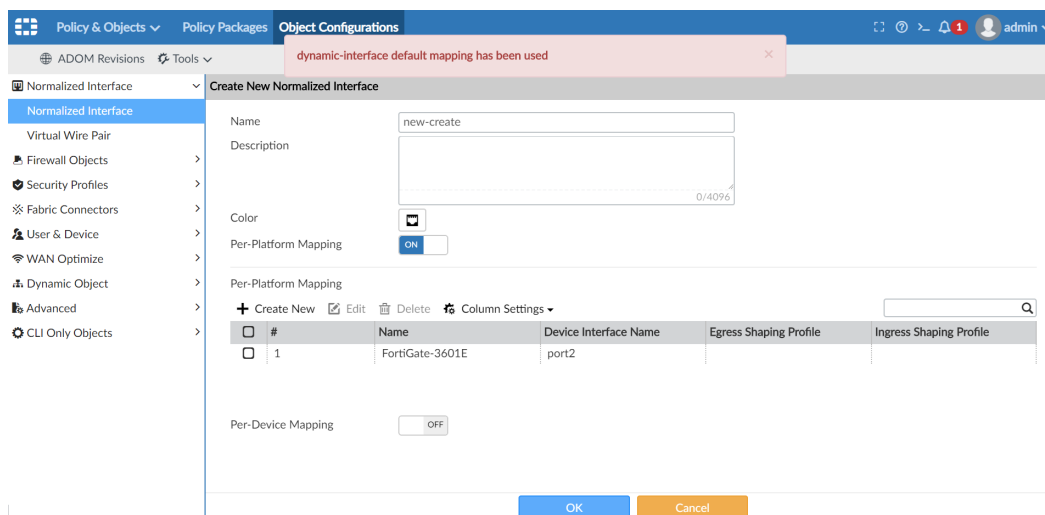 Policy & Objects Policy Packages Object Configurations 1 admin
ADOM Revisions Tools
dynamic-interface default mapping has been used ×
Normalized Interface
Normalized Interface
Virtual Wire Pair
Firewall Objects
Security Profiles
Fabric Connectors
User & Device
WAN Optimize
Dynamic Object
Advanced
CLI Only Objects
Create New Normalized Interface
Name new-create
Description
0/4096
Color
Per-Platform Mapping ON
Per-Platform Mapping
Create New Edit Delete Column Settings
# Name Device Interface Name Egress Shaping Profile Ingress Shaping Profile
1 FortiGate-3601E port2
Per-Device Mapping OFF
OK Cancel